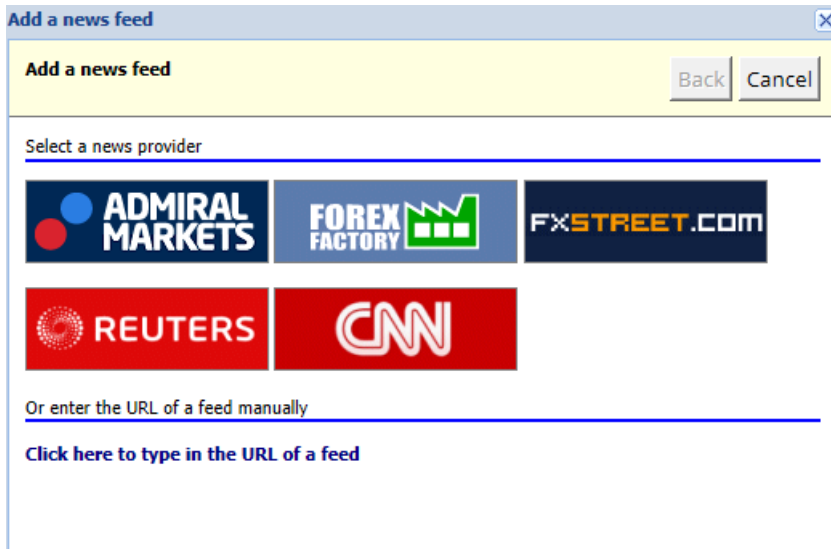 Add a news feed
Add a news feed
Back Cancel
Select a news provider
ADMIRAL
MARKETS
FOREX
FACTORY
FXSTREET.COM
REUTERS
CNN
Or enter the URL of a feed manually
Click here to type in the URL of a feed